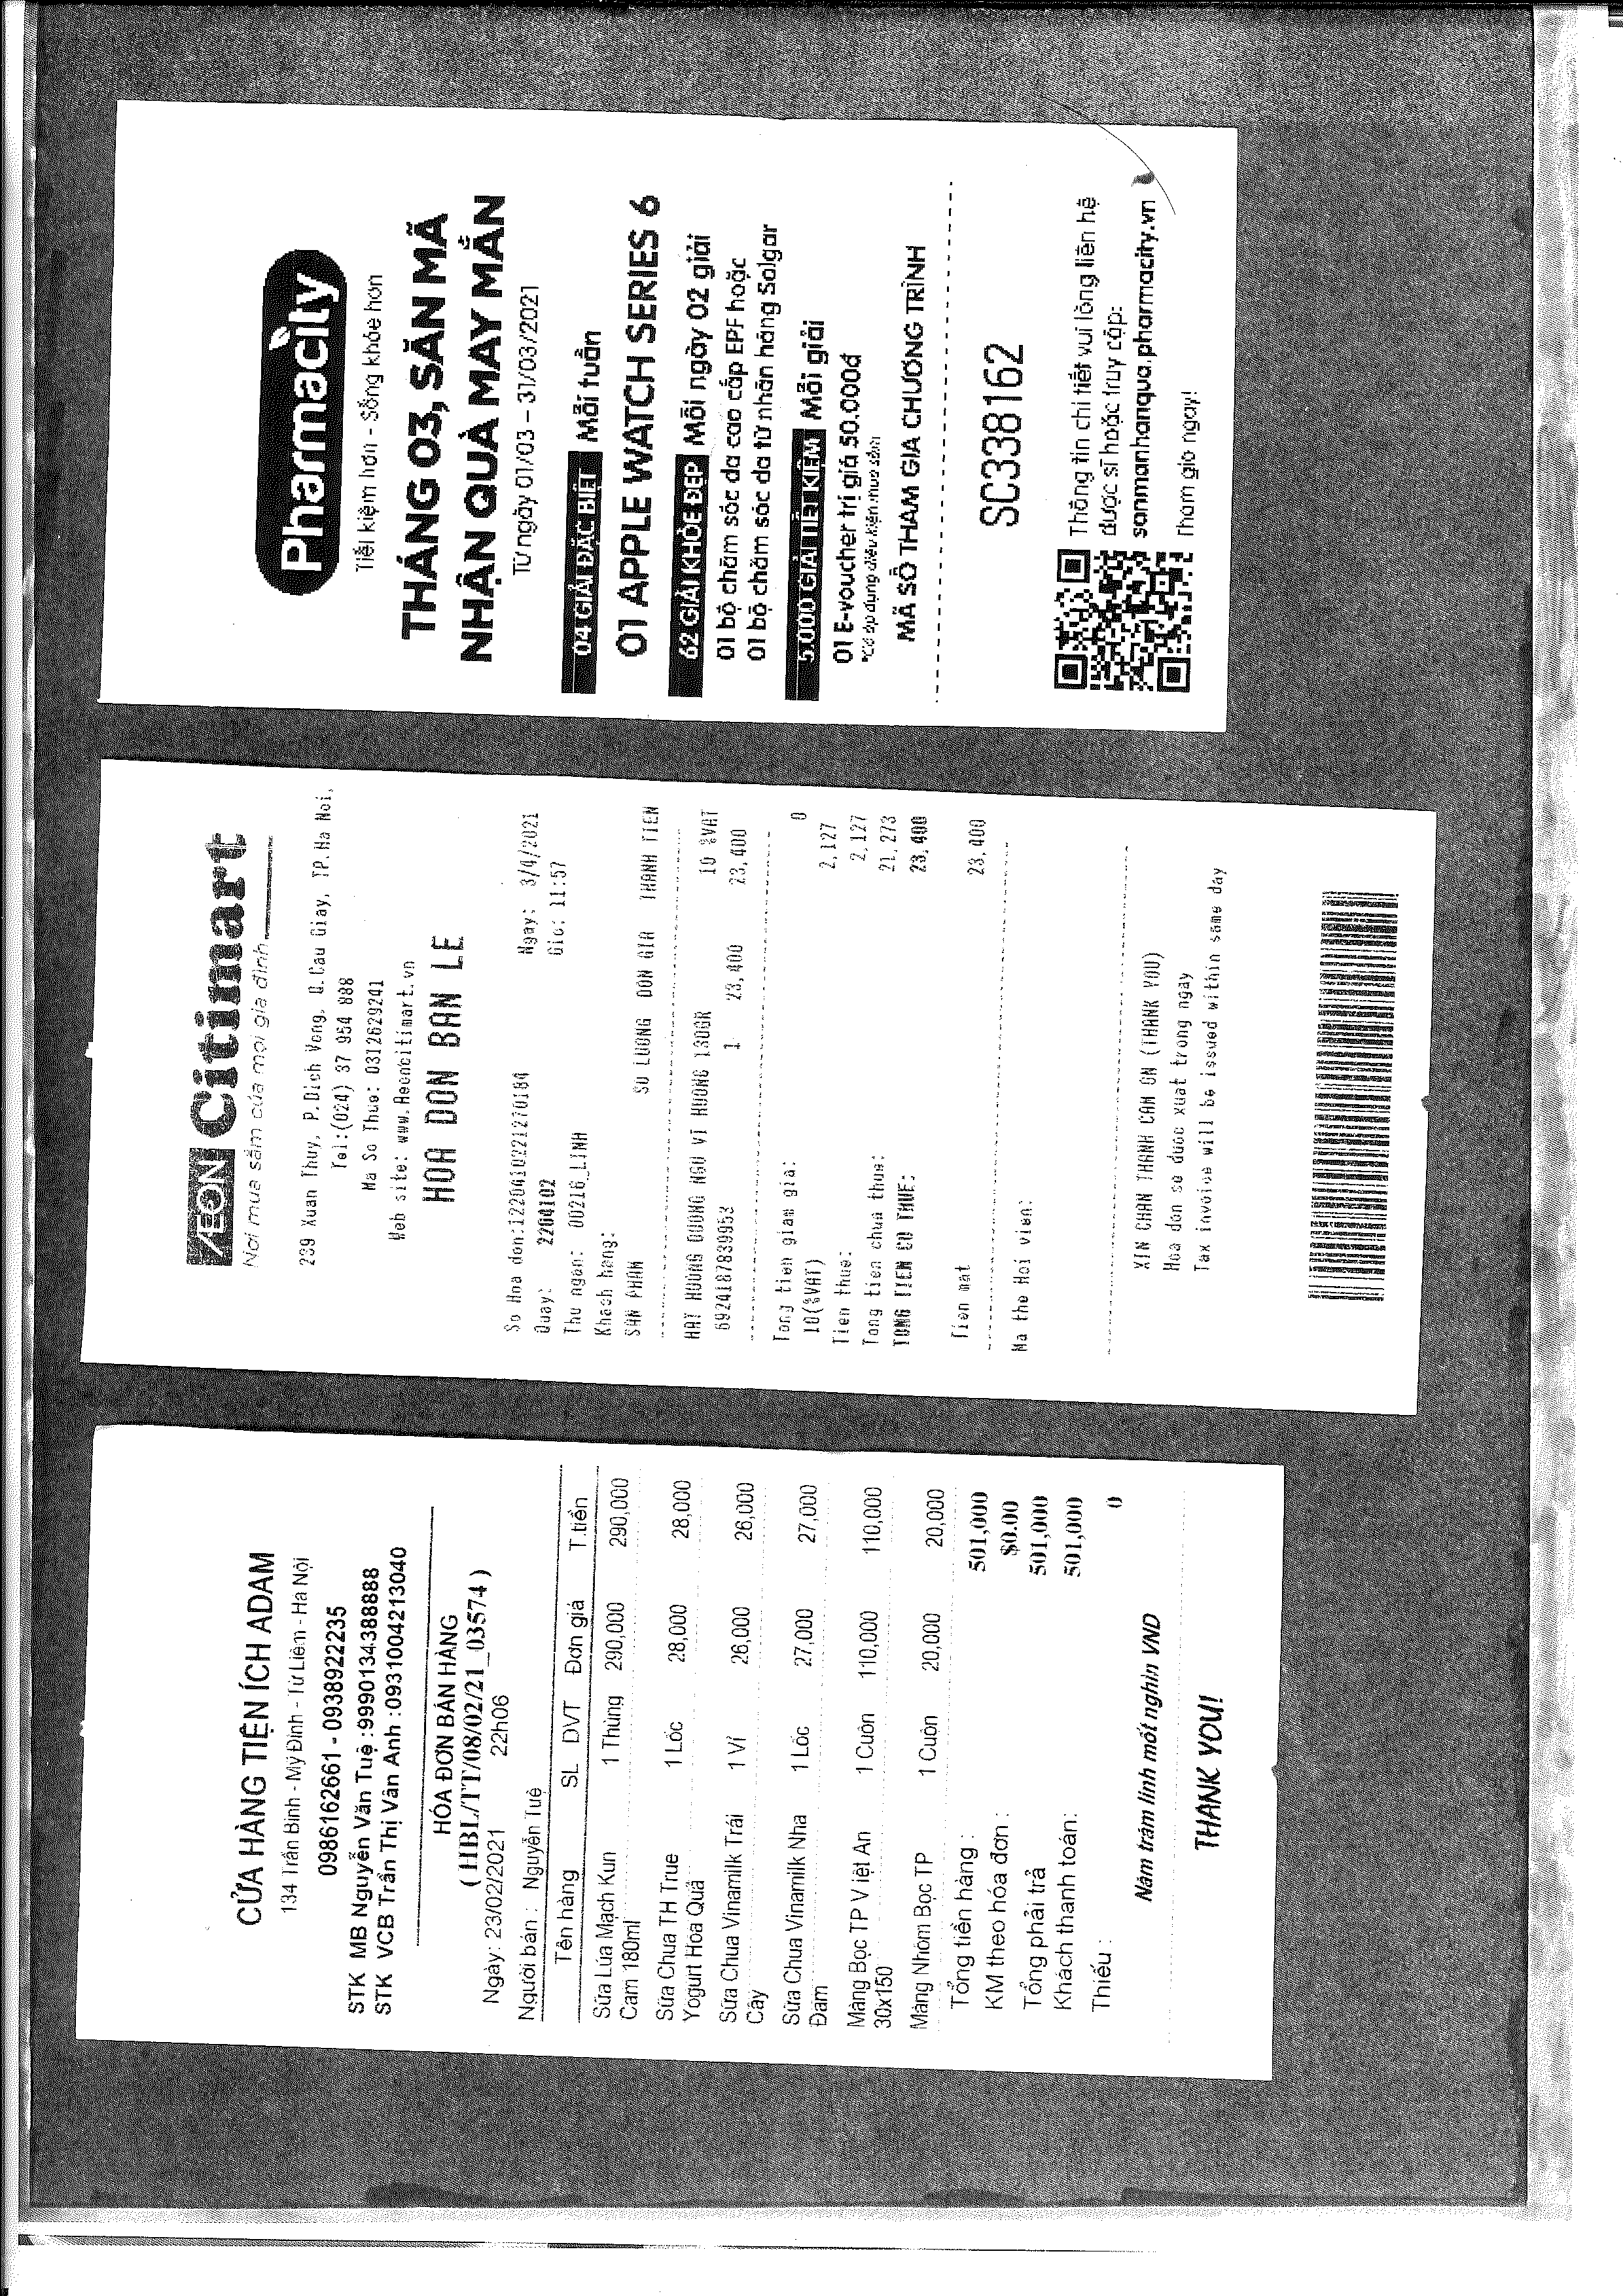 CỬA HÀNG TIỆN ÍCH ADAM
134 Trần Bình - Mỹ Đình - Từ Liêm - Hà Nội
0986162661 - 0938922235
STK MB Nguyễn Văn Tuệ :9990134388888
STK VCB Trần Thị Vân Anh :0931004213040
HÓA ĐƠN BÁN HÀNG
( HBL/TT/08/02/21_03574 )
Ngày: 23/02/2021 22h06
Người bán : Nguyễn Tuệ
Tên hàng SL DVT Đơn giá T.tiền
Sữa Lúa Mạch Kun 1 Thùng 290,000 290,000
Cam 180ml
Sữa Chua TH True 1 Lốc 28,000 28,000
Yogurt Hoa Quả
Sữa Chua Vinamilk Trái 1 Vỉ 26,000 26,000
Cây
Sữa Chua Vinamilk Nha 1 Lốc 27,000 27,000
Đam
Màng Bọc TP V iệt An 1 Cuộn 110,000 110,000
30x150
Màng Nhôm Bọc TP 1 Cuộn 20,000 20,000
Tổng tiền hàng : 501,000
KM theo hóa đơn : $0.00
Tổng phải trả 501,000
Khách thanh toán: 501,000
Thiếu : 0
Năm trăm linh một nghìn VND
THANK YOU!
AEON Citimart
Nơi mua sắm của mọi gia đình
239 Xuan Thuy, P.Dich Vong, Q.Cau Giay, TP.Ha Noi,
Tel:(024) 37 954 888
Ma So Thue: 0312629241
Web site: www.Aeoncitimart.vn
HOA DON BAN LE
So Hoa don:1220410221270184 Ngay: 3/4/2021
Quay: 2204102 Gio: 11:57
Thu ngan: 00216_LINH
Khach hang:
SAN PHAM SO LUONG DON GIA THANH TIEN
HAT HUONG DUONG NGU VI HUONG 130GR 10 %VAT
6924187839953 1 23,400 23,400
Tong tien giam gia: 0
10(%VAT) 2,127
Tien thue: 2,127
Tong tien chua thue: 21,273
TONG TIEN CO THUE: 23,400
Tien mat 23,400
Ma the Hoi vien:
XIN CHAN THANH CAM ON (THANK YOU)
Hoa don se duoc xuat trong ngay
Tax invoice will be issued within same day
Pharmacity
Tiết kiệm hơn - Sống khỏe hơn
THÁNG 03, SĂN MÃ
NHẬN QUÀ MAY MẮN
Từ ngày 01/03 – 31/03/2021
04 GIẢI ĐẶC BIỆT Mỗi tuần
01 APPLE WATCH SERIES 6
62 GIẢI KHỎE ĐẸP Mỗi ngày 02 giải
01 bộ chăm sóc da cao cấp EPF hoặc
01 bộ chăm sóc da từ nhãn hàng Solgar
5.000 GIẢI TIẾT KIỆM Mỗi giải
01 E-voucher trị giá 50.000đ
*Có áp dụng điều kiện mua sắm
MÃ SỐ THAM GIA CHƯƠNG TRÌNH
SC338162
Thông tin chi tiết vui lòng liên hệ
dược sĩ hoặc truy cập:
sanmanhanqua.pharmacity.vn
Tham gia ngay!